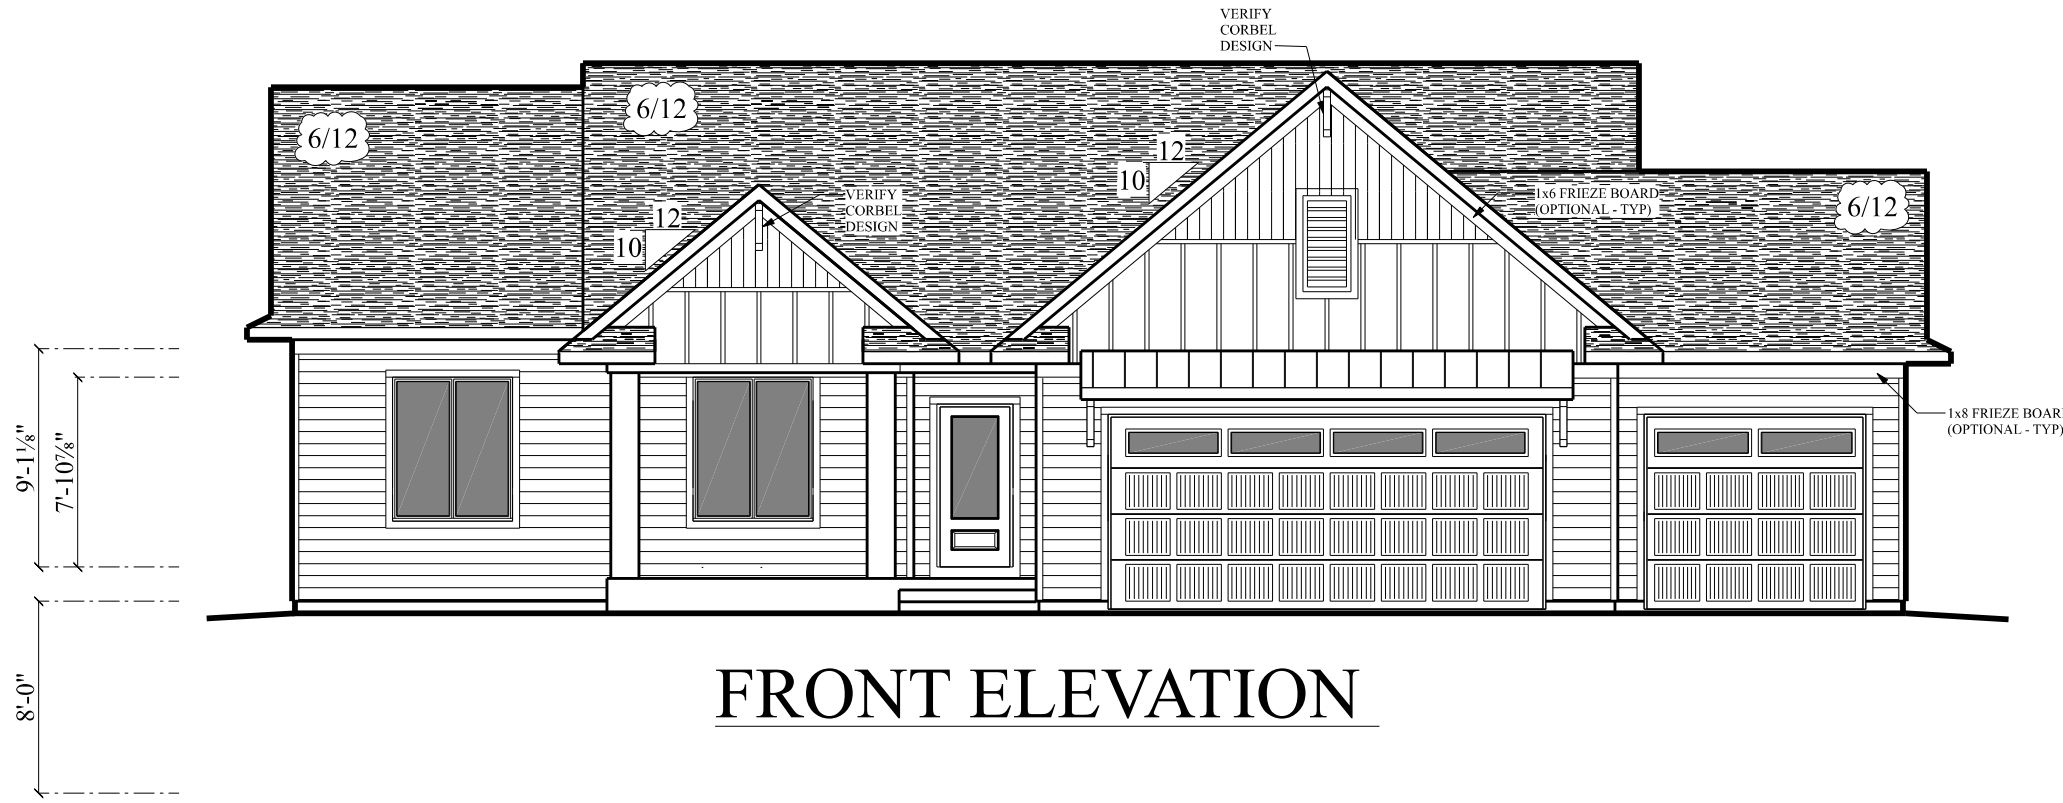 VERIFY
CORBEL
DESIGN
6/12
6/12
12
10
1x6 FRIEZE BOARD
(OPTIONAL - TYP)
6/12
VERIFY
CORBEL
DESIGN
12
10
9'-1⅛"
7'-10⅞"
1x8 FRIEZE BOARD
(OPTIONAL - TYP)
8'-0"
FRONT ELEVATION